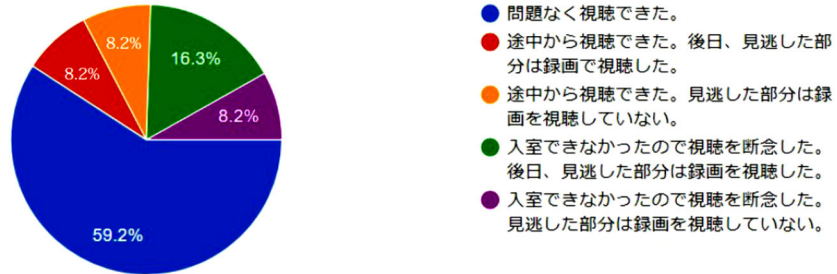 8.2%
8.2%
16.3%
8.2%
59.2%
問題なく視聴できた。
途中から視聴できた。後日、見逃した部
分は録画で視聴した。
途中から視聴できた。見逃した部分は録
画を視聴していない。
入室できなかったので視聴を断念した。
後日、見逃した部分は録画を視聴した。
入室できなかったので視聴を断念した。
見逃した部分は録画を視聴していない。